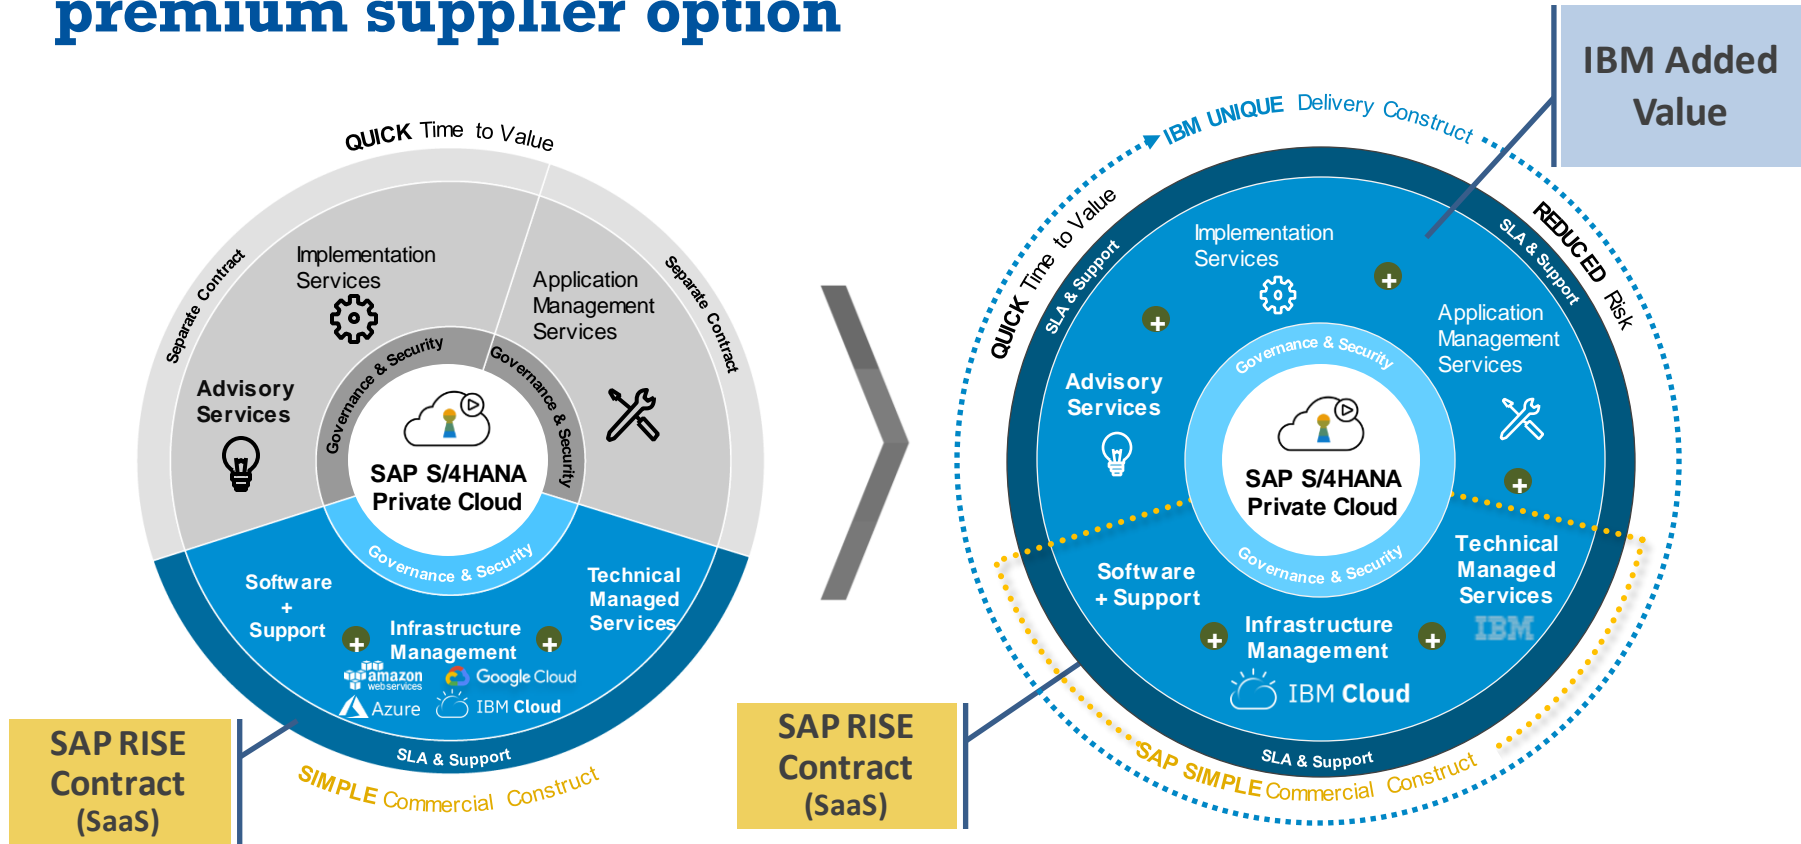 premium supplier option
IBM Added
Value
QUICK Time to Value
Separate Contract
Separate Contract
Implementation
Services
Application
Management
Services
Advisory
Services
Governance & Security
Governance & Security
SAP S/4HANA
Private Cloud
Governance & Security
Software
+
Support
+
Infrastructure
Management
+
Technical
Managed
Services
amazon
web services
Google Cloud
Azure
IBM Cloud
SLA & Support
SIMPLE Commercial Construct
SAP RISE
Contract
(SaaS)
IBM UNIQUE Delivery Construct
QUICK Time to Value
REDUCED Risk
SLA & Support
SLA & Support
Implementation
Services
+
+
Application
Management
Services
Advisory
Services
Governance & Security
SAP S/4HANA
Private Cloud
Governance & Security
+
Software
+ Support
+
Infrastructure
Management
+
Technical
Managed
Services
IBM
IBM Cloud
SLA & Support
SAP SIMPLE Commercial Construct
SAP RISE
Contract
(SaaS)